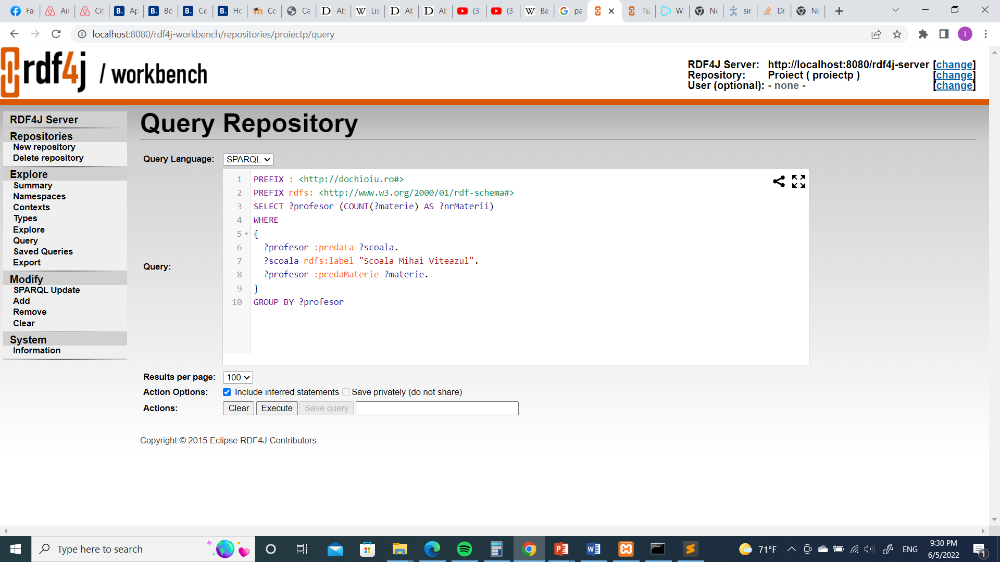 Fa
Air
Cit
Ap
Bo
Ce
Ho
Co
Ca
Ab
Lis
Ab
Ab
(3
(3
Ba
pa
Tu
W
Ne
sir
Di
Ne
localhost:8080/rdf4j-workbench/repositories/proiectp/query
I
rdf4j / workbench
RDF4J Server: http://localhost:8080/rdf4j-server [change]
Repository: Proiect ( proiectp ) [change]
User (optional): - none - [change]
RDF4J Server
Repositories
New repository
Delete repository
Explore
Summary
Namespaces
Contexts
Types
Explore
Query
Saved Queries
Export
Modify
SPARQL Update
Add
Remove
Clear
System
Information
Query Repository
Query Language: SPARQL
Query:
1 PREFIX : <http://dochioiu.ro#>
2 PREFIX rdfs: <http://www.w3.org/2000/01/rdf-schema#>
3 SELECT ?profesor (COUNT(?materie) AS ?nrMaterii)
4 WHERE
5 {
6 ?profesor :predaLa ?scoala.
7 ?scoala rdfs:label "Scoala Mihai Viteazul".
8 ?profesor :predaMaterie ?materie.
9 }
10 GROUP BY ?profesor
Results per page: 100
Action Options: Include inferred statements Save privately (do not share)
Actions: Clear Execute Save query
Copyright © 2015 Eclipse RDF4J Contributors
Type here to search
71°F
ENG
9:30 PM
6/5/2022
1